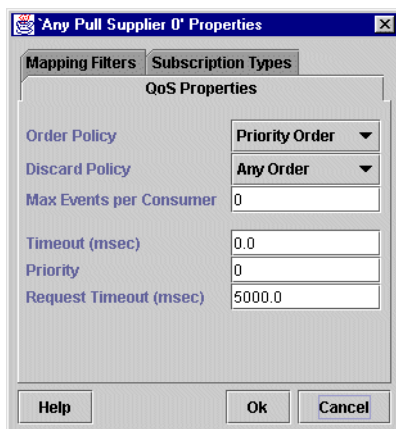 `Any Pull Supplier 0' Properties
Mapping Filters Subscription Types
QoS Properties
Order Policy Priority Order
Discard Policy Any Order
Max Events per Consumer 0
Timeout (msec) 0.0
Priority 0
Request Timeout (msec) 5000.0
Help Ok Cancel